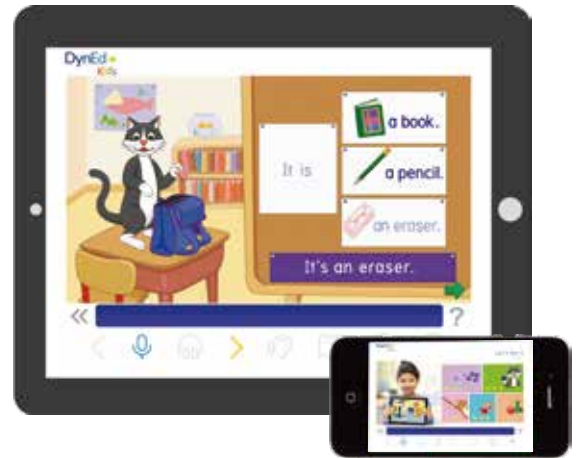 DynEd
Kids
It is
a book.
a pencil.
an eraser.
It's an eraser.
?